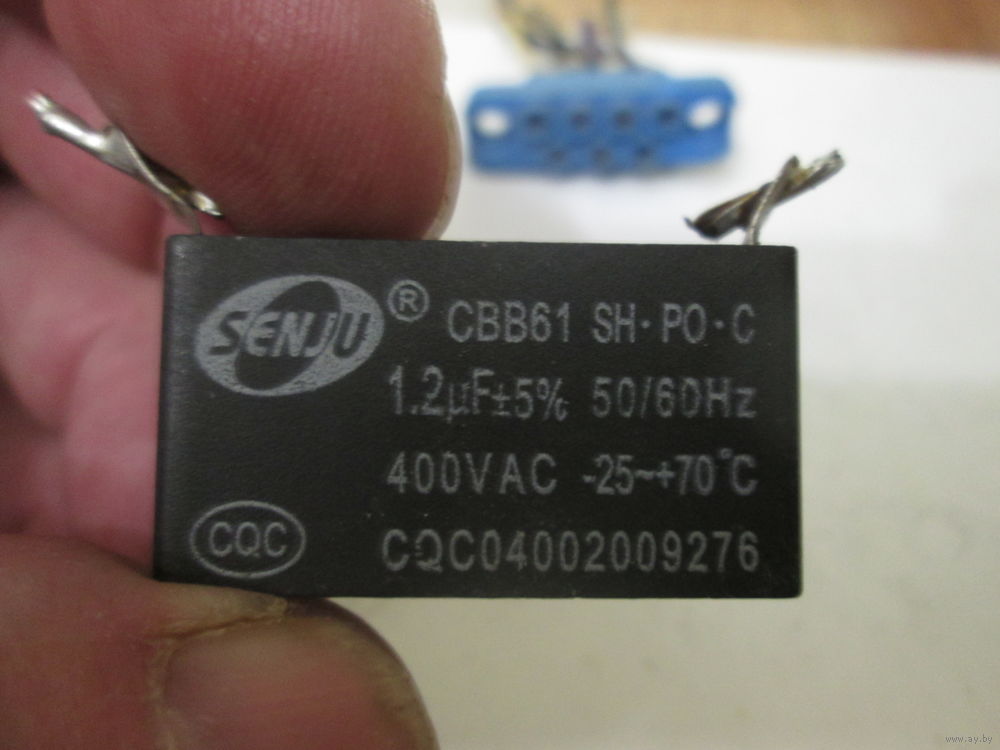 SENJU ® CBB61 SH·PO·C
1.2μF±5% 50/60Hz
400VAC -25~+70°C
CQC CQC04002009276
www.ay.by